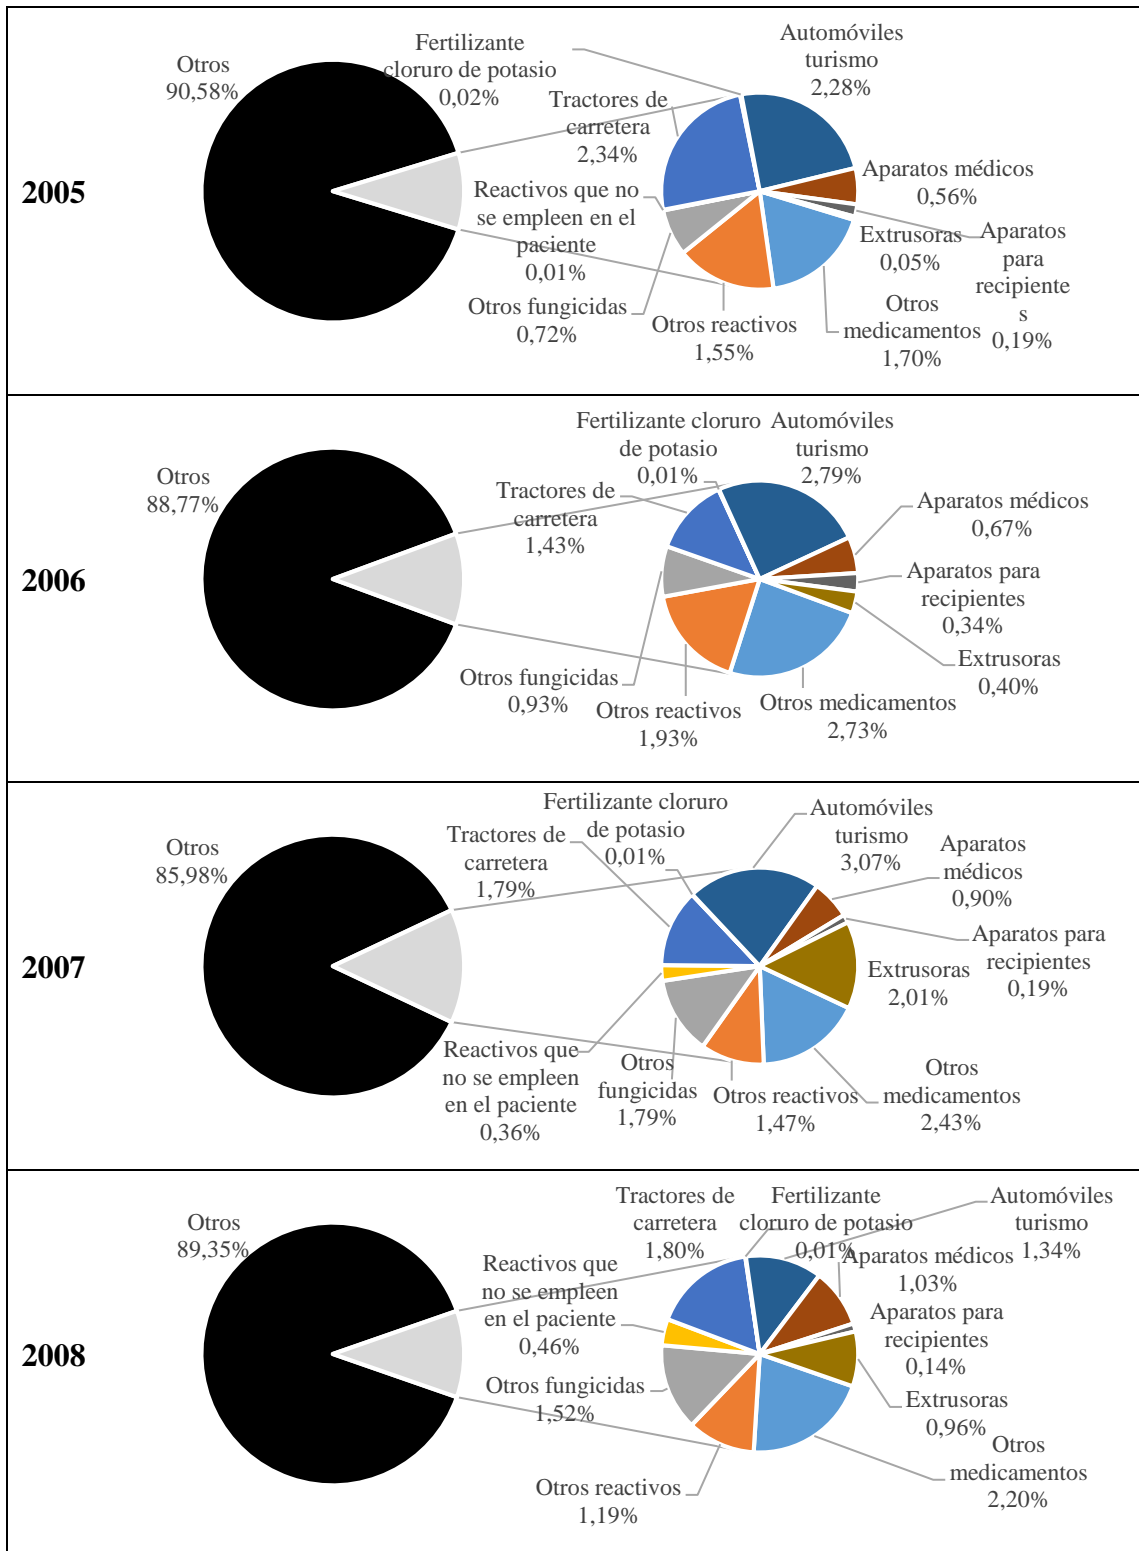 2005
Otros
90,58%
Fertilizante
cloruro de potasio
0,02%
Automóviles
turismo
2,28%
Tractores de
carretera
2,34%
Aparatos médicos
0,56%
Reactivos que no
se empleen en el
paciente
0,01%
Extrusoras
0,05%
Aparatos
para
recipiente
s
0,19%
Otros fungicidas
0,72%
Otros reactivos
1,55%
Otros
medicamentos
1,70%
2006
Otros
88,77%
Fertilizante cloruro
de potasio
0,01%
Automóviles
turismo
2,79%
Tractores de
carretera
1,43%
Aparatos médicos
0,67%
Aparatos para
recipientes
0,34%
Extrusoras
0,40%
Otros fungicidas
0,93%
Otros reactivos
1,93%
Otros medicamentos
2,73%
2007
Otros
85,98%
Fertilizante cloruro
de potasio
0,01%
Automóviles
turismo
3,07%
Tractores de
carretera
1,79%
Aparatos
médicos
0,90%
Aparatos para
recipientes
0,19%
Extrusoras
2,01%
Reactivos que
no se empleen
en el paciente
0,36%
Otros
fungicidas
1,79%
Otros reactivos
1,47%
Otros
medicamentos
2,43%
2008
Otros
89,35%
Tractores de
carretera
1,80%
Fertilizante
cloruro de potasio
0,01%
Automóviles
turismo
1,34%
Aparatos médicos
1,03%
Reactivos que
no se empleen
en el paciente
0,46%
Aparatos para
recipientes
0,14%
Otros fungicidas
1,52%
Extrusoras
0,96%
Otros reactivos
1,19%
Otros
medicamentos
2,20%